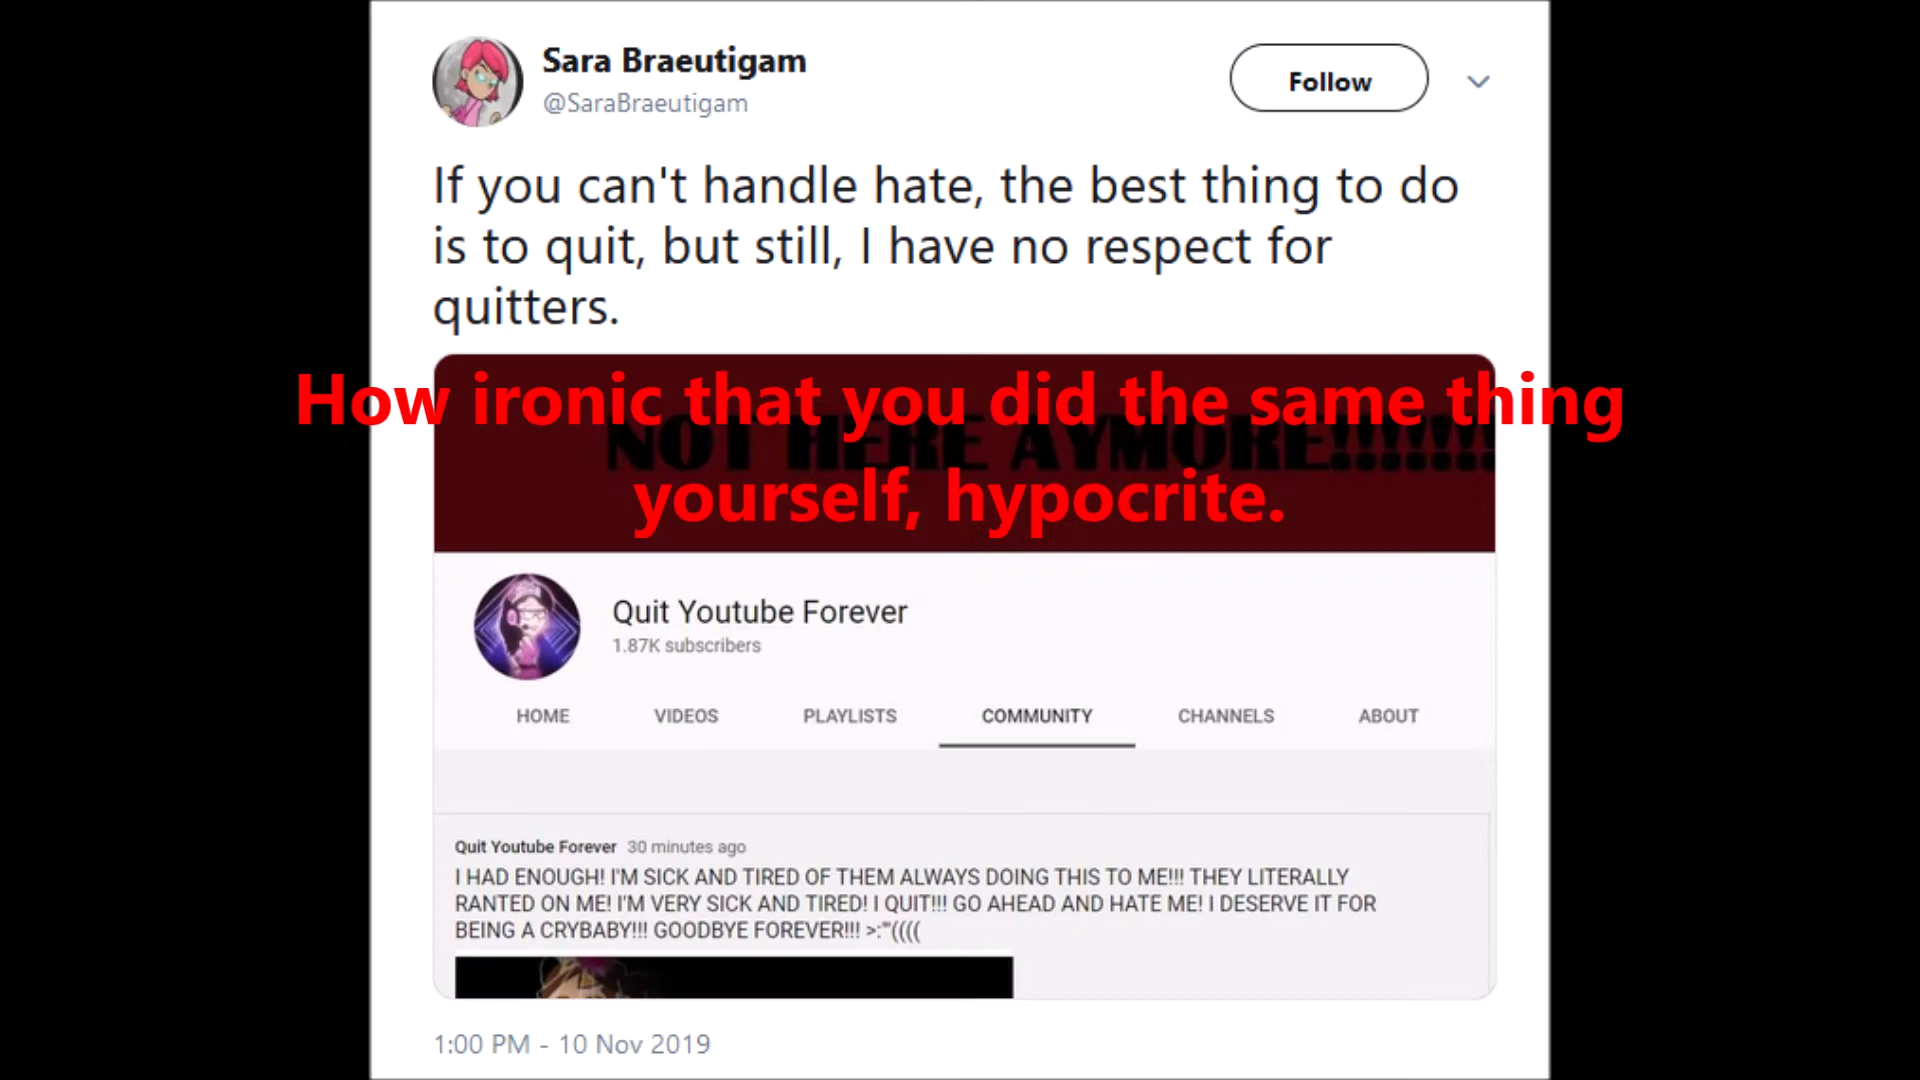 Sara Braeutigam
@SaraBraeutigam
Follow
If you can't handle hate, the best thing to do
is to quit, but still, I have no respect for
quitters.
How ironic that you did the same thing
NOT HERE AYMORE!!!!!!!
yourself, hypocrite.
Quit Youtube Forever
1.87K subscribers
HOME VIDEOS PLAYLISTS COMMUNITY CHANNELS ABOUT
Quit Youtube Forever 30 minutes ago
I HAD ENOUGH! I'M SICK AND TIRED OF THEM ALWAYS DOING THIS TO ME!!! THEY LITERALLY
RANTED ON ME! I'M VERY SICK AND TIRED! I QUIT!!! GO AHEAD AND HATE ME! I DESERVE IT FOR
BEING A CRYBABY!!! GOODBYE FOREVER!!! >:'"((((
1:00 PM - 10 Nov 2019